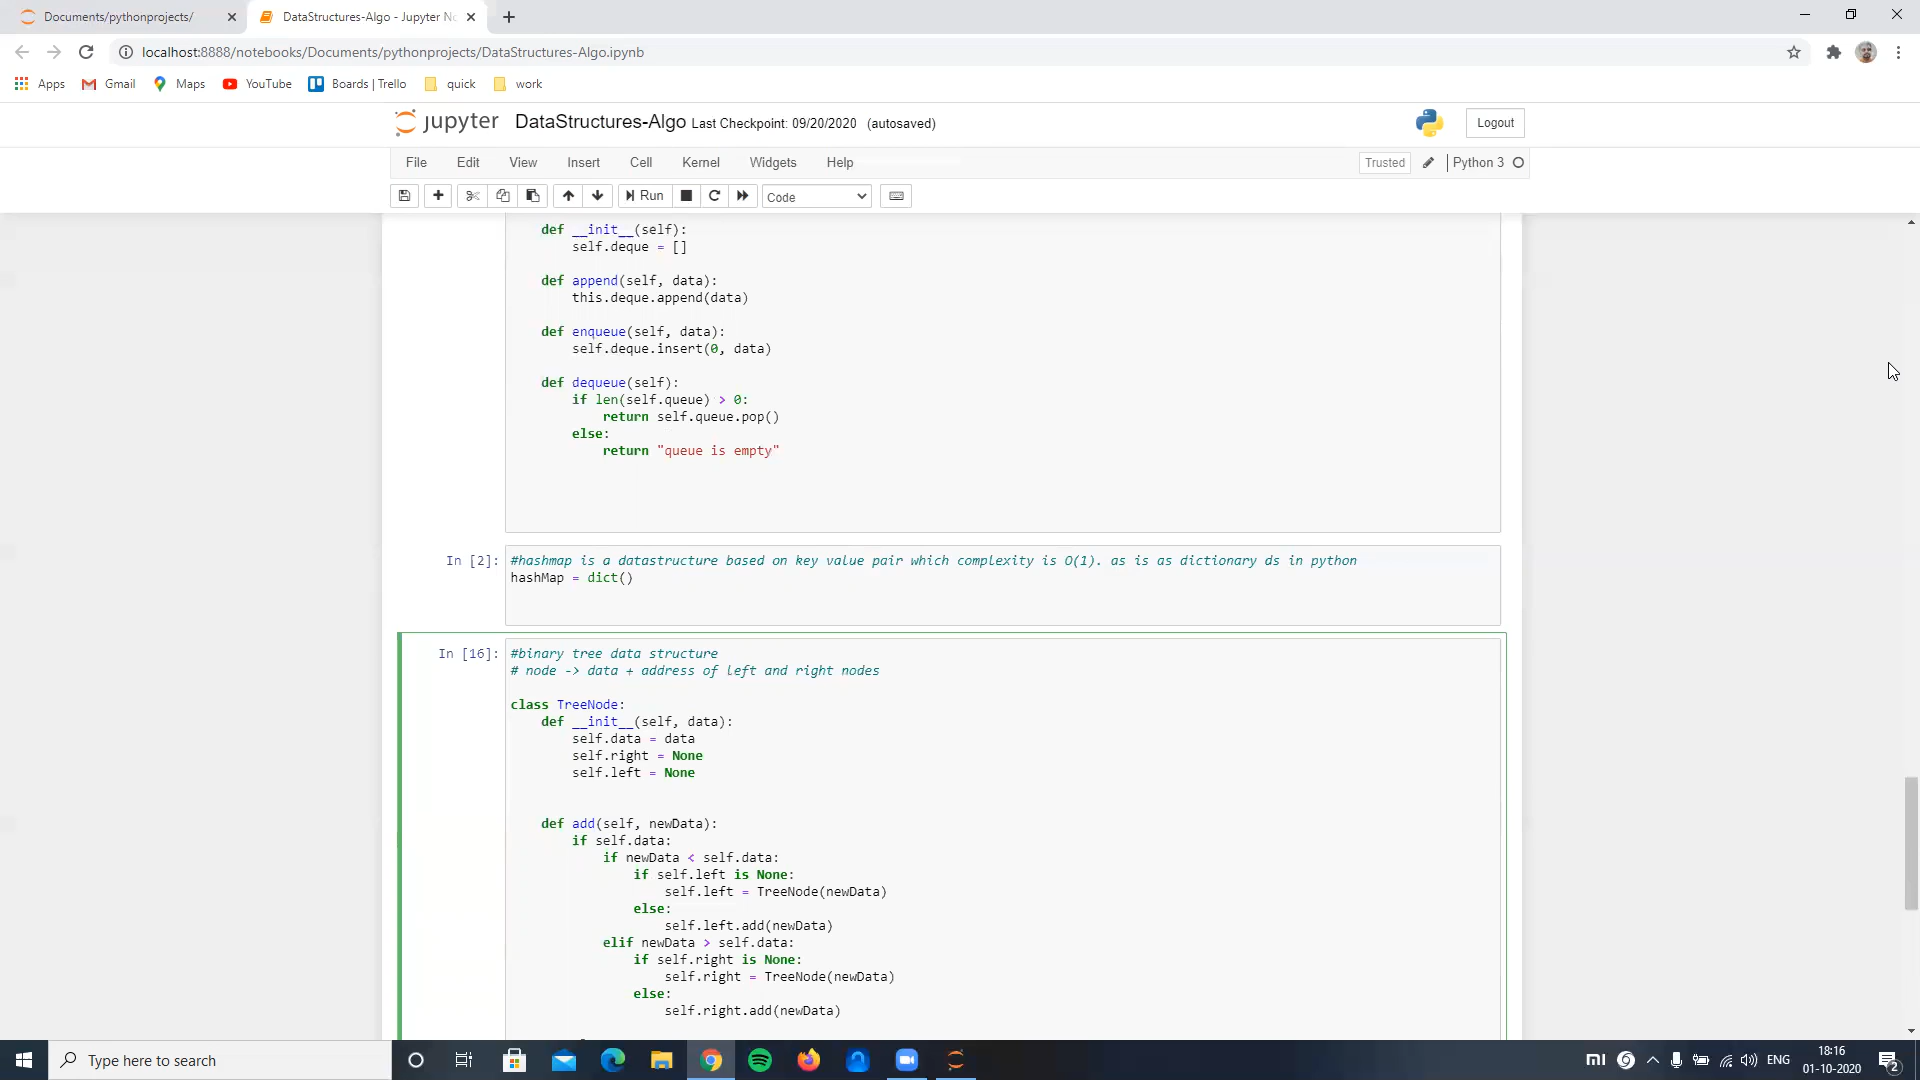 Documents/pythonprojects/
DataStructures-Algo - Jupyter No
localhost:8888/notebooks/Documents/pythonprojects/DataStructures-Algo.ipynb
Apps Gmail Maps YouTube Boards | Trello quick work
jupyter DataStructures-Algo Last Checkpoint: 09/20/2020 (autosaved)
Logout
File Edit View Insert Cell Kernel Widgets Help
Trusted Python 3
Run Code
def __init__(self):
self.deque = []
def append(self, data):
this.deque.append(data)
def enqueue(self, data):
self.deque.insert(0, data)
def dequeue(self):
if len(self.queue) > 0:
return self.queue.pop()
else:
return "queue is empty"
In [2]:
#hashmap is a datastructure based on key value pair which complexity is O(1). as is as dictionary ds in python
hashMap = dict()
In [16]:
#binary tree data structure
# node -> data + address of left and right nodes
class TreeNode:
def __init__(self, data):
self.data = data
self.right = None
self.left = None
def add(self, newData):
if self.data:
if newData < self.data:
if self.left is None:
self.left = TreeNode(newData)
else:
self.left.add(newData)
elif newData > self.data:
if self.right is None:
self.right = TreeNode(newData)
else:
self.right.add(newData)
Type here to search
mi
ENG
18:16
01-10-2020
2